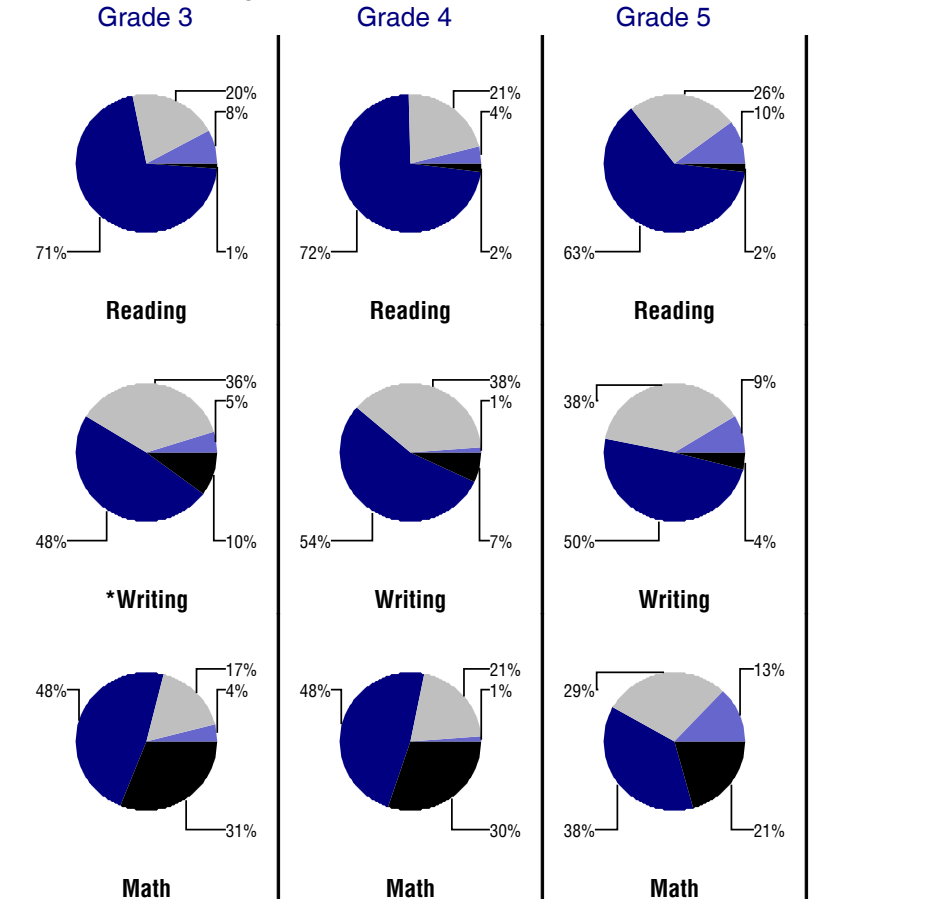 Grade 3 Grade 4 Grade 5
20% 21% 26%
8% 4% 10%
71% 1% 72% 2% 63% 2%
Reading Reading Reading
36% 38% 9%
5% 1% 38%
48% 10% 54% 7% 50% 4%
*Writing Writing Writing
17% 21% 13%
48% 4% 48% 1% 29%
31% 30% 38% 21%
Math Math Math